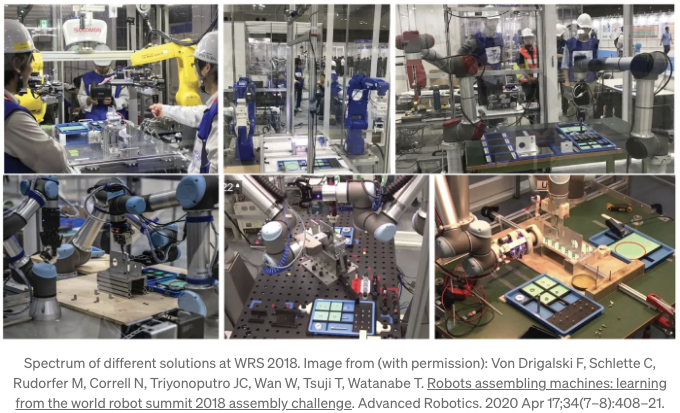 22
Spectrum of different solutions at WRS 2018. Image from (with permission): Von Drigalski F, Schlette C,
Rudorfer M, Correll N, Triyonoputro JC, Wan W, Tsuji T, Watanabe T. Robots assembling machines: learning
from the world robot summit 2018 assembly challenge. Advanced Robotics. 2020 Apr 17;34(7–8):408–21.